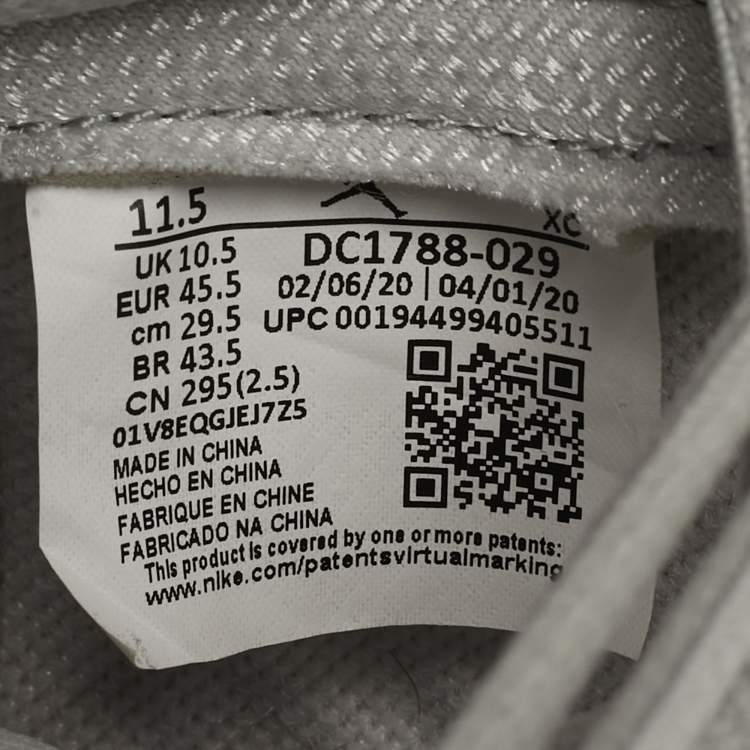 11.5
XC
UK 10.5
DC1788-029
EUR 45.5
02/06/20 | 04/01/20
cm 29.5
UPC 00194499405511
BR 43.5
CN 295(2.5)
01V8EQGJEJ7Z5
MADE IN CHINA
HECHO EN CHINA
FABRIQUE EN CHINE
FABRICADO NA CHINA
This product is covered by one or more patents:
www.nike.com/patentsvirtualmarking